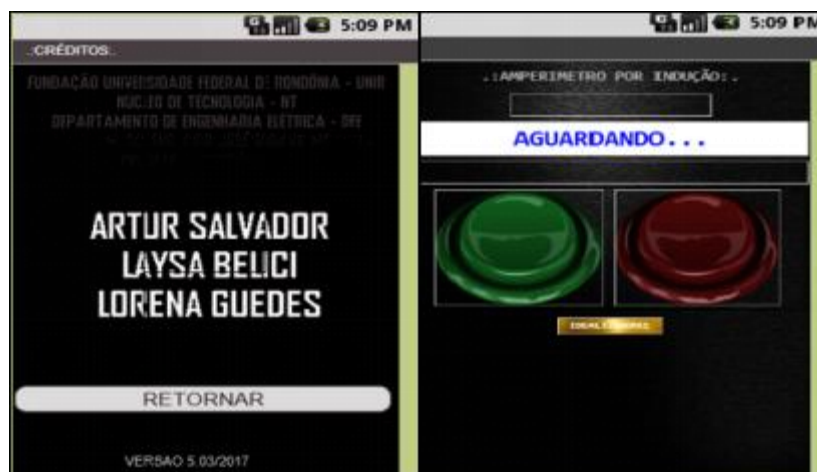 5:09 PM
.:CRÉDITOS:.
FUNDAÇÃO UNIVERSIDADE FEDERAL DE RONDÔNIA - UNIR
NÚCLEO DE TECNOLOGIA - NT
DEPARTAMENTO DE ENGENHARIA ELÉTRICA - DEE
ARTUR SALVADOR
LAYSA BELICI
LORENA GUEDES
RETORNAR
VERSAO 5.03/2017
5:09 PM
.:AMPERIMETRO POR INDUÇÃO:.
AGUARDANDO...